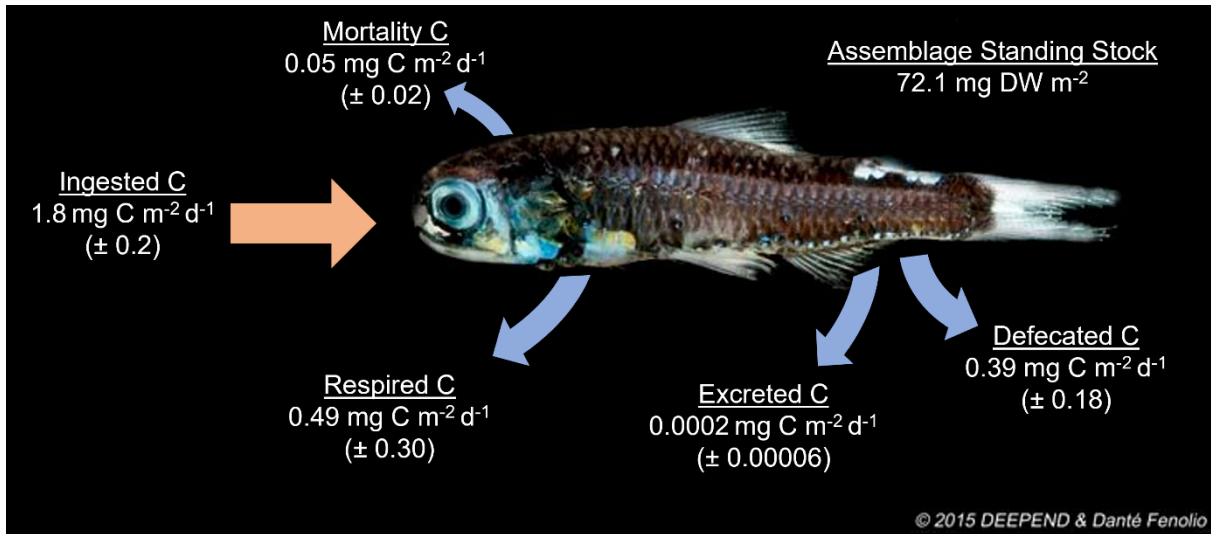 Mortality C
0.05 mg C m⁻² d⁻¹
(± 0.02)
Assemblage Standing Stock
72.1 mg DW m⁻²
Ingested C
1.8 mg C m⁻² d⁻¹
(± 0.2)
Respired C
0.49 mg C m⁻² d⁻¹
(± 0.30)
Excreted C
0.0002 mg C m⁻² d⁻¹
(± 0.00006)
Defecated C
0.39 mg C m⁻² d⁻¹
(± 0.18)
© 2015 DEEPEND & Danté Fenolio